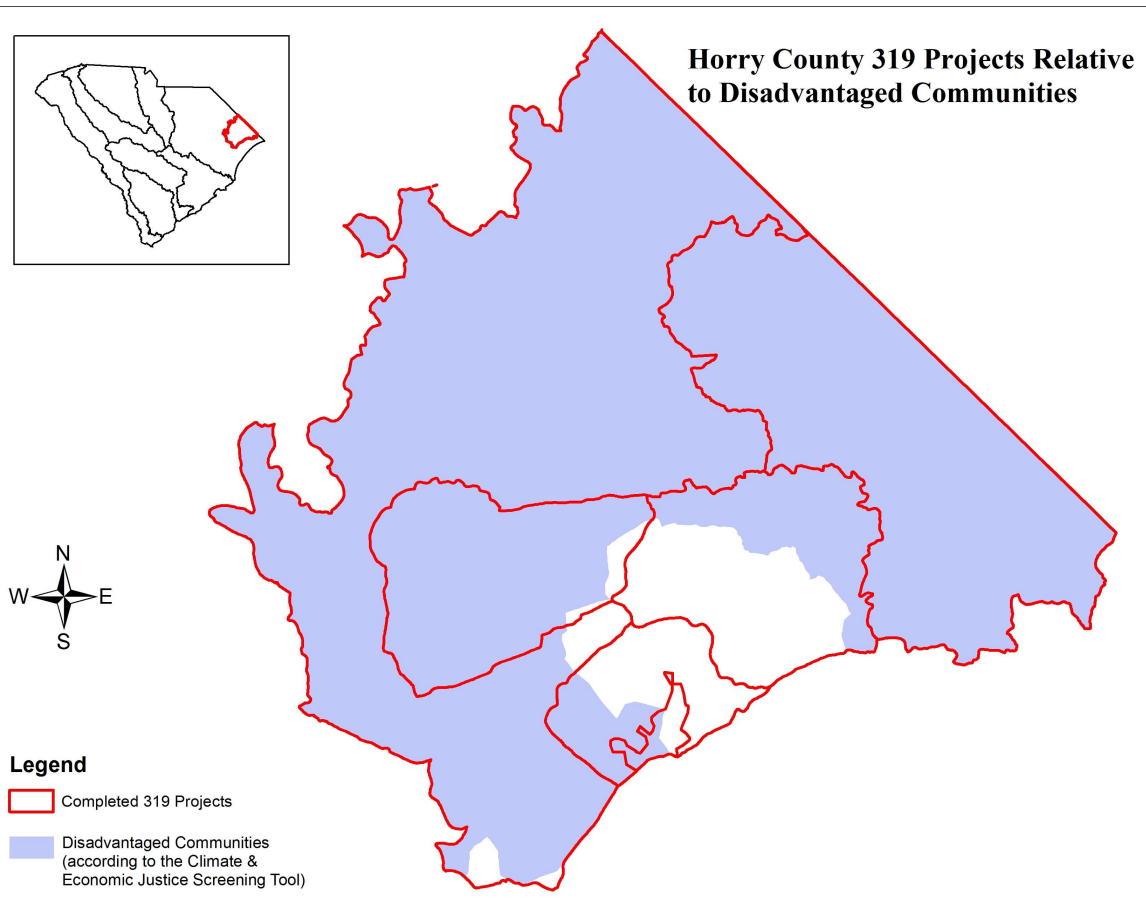 Horry County 319 Projects Relative
to Disadvantaged Communities
N
W E
S
Legend
Completed 319 Projects
Disadvantaged Communities
(according to the Climate &
Economic Justice Screening Tool)